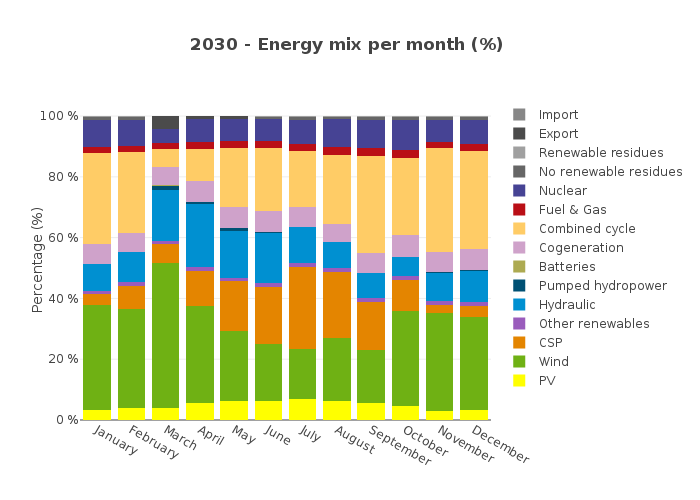 2030 - Energy mix per month (%)
100 %
80 %
60 %
40 %
20 %
0 %
Percentage (%)
January
February
March
April
May
June
July
August
September
October
November
December
Import
Export
Renewable residues
No renewable residues
Nuclear
Fuel & Gas
Combined cycle
Cogeneration
Batteries
Pumped hydropower
Hydraulic
Other renewables
CSP
Wind
PV